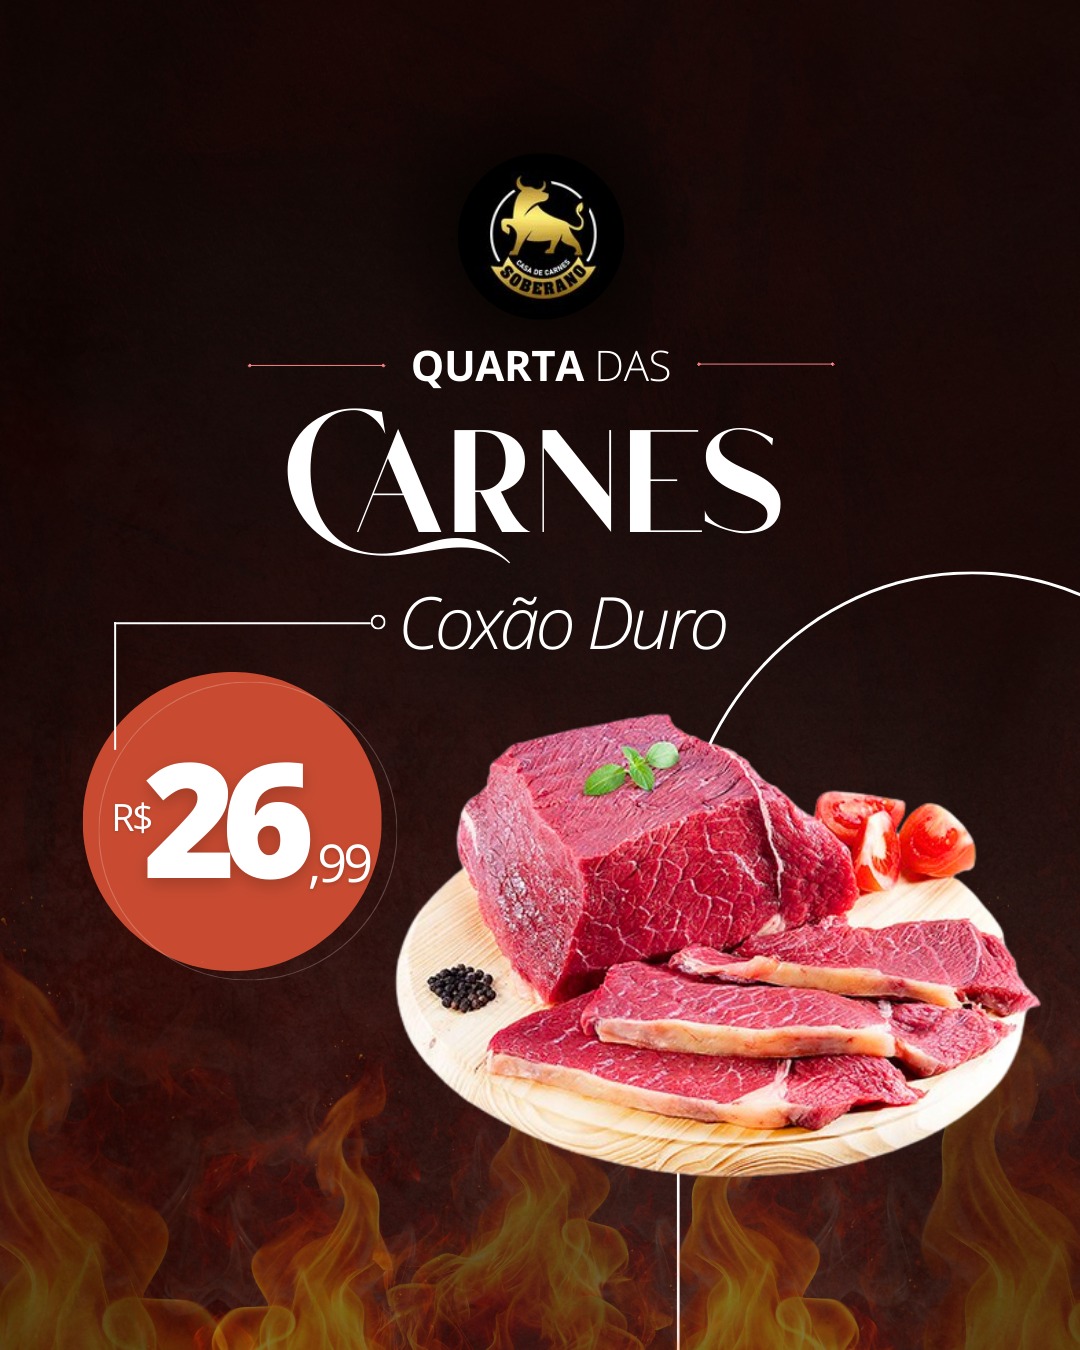 CASA DE CARNES
SOBERANO
QUARTA DAS
CARNES
Coxão Duro
R$26,99